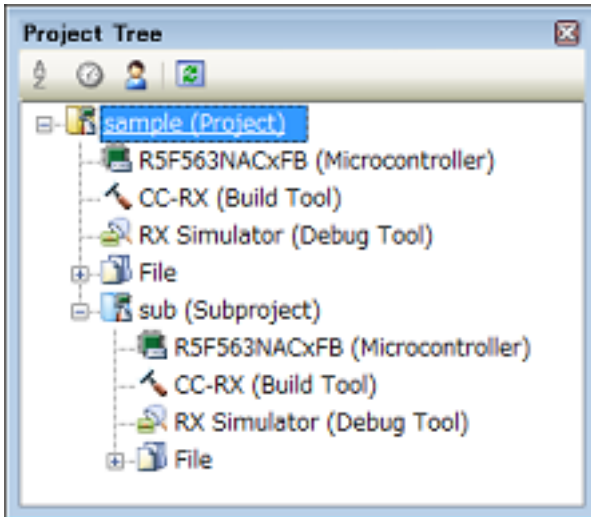 Project Tree
sample (Project)
R5F563NACxFB (Microcontroller)
CC-RX (Build Tool)
RX Simulator (Debug Tool)
File
sub (Subproject)
R5F563NACxFB (Microcontroller)
CC-RX (Build Tool)
RX Simulator (Debug Tool)
File